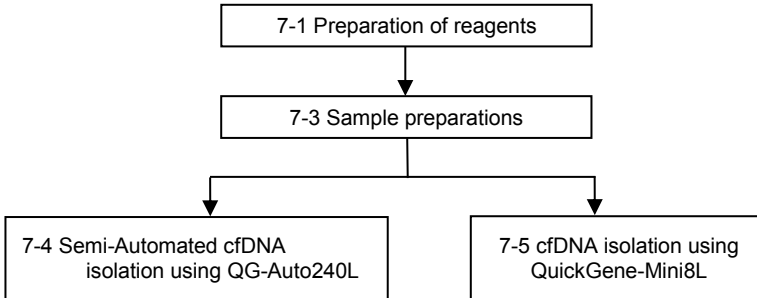 7-1 Preparation of reagents
7-3 Sample preparations
7-4 Semi-Automated cfDNA
isolation using QG-Auto240L
7-5 cfDNA isolation using
QuickGene-Mini8L